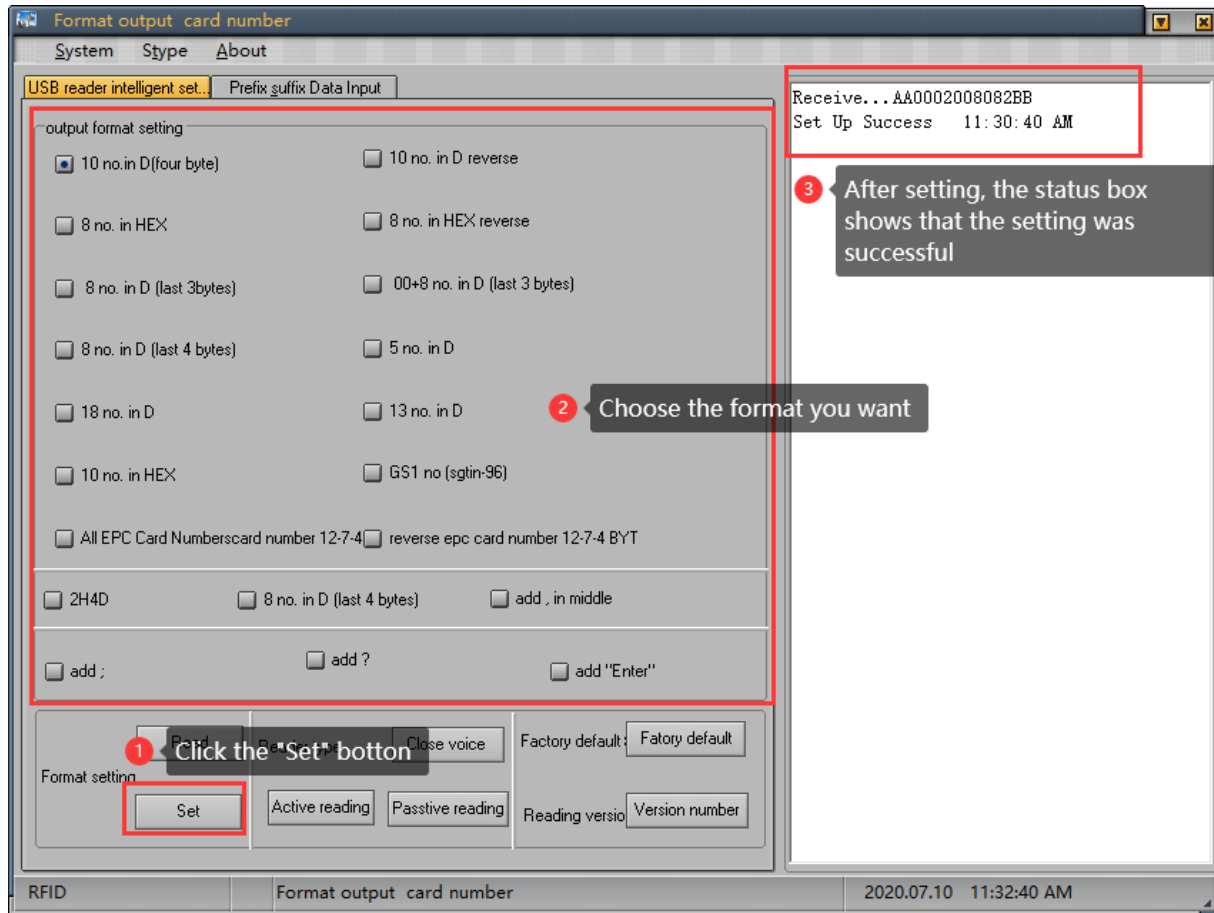 Format output card number
System Stype About
USB reader intelligent set...
Prefix suffix Data Input
output format setting
10 no.in D(four byte)
10 no. in D reverse
8 no. in HEX
8 no. in HEX reverse
8 no. in D (last 3bytes)
00+8 no. in D (last 3 bytes)
8 no. in D (last 4 bytes)
5 no. in D
18 no. in D
13 no. in D
10 no. in HEX
GS1 no (sgtin-96)
All EPC Card Numberscard number 12-7-4
reverse epc card number 12-7-4 BYT
2H4D
8 no. in D (last 4 bytes)
add , in middle
add ;
add ?
add "Enter"
Receive...AA0002008082BB
Set Up Success 11:30:40 AM
3 After setting, the status box
shows that the setting was
successful
2 Choose the format you want
1 Click the "Set" botton
Close voice
Factory default:
Fatory default
Format setting
Set
Active reading
Passtive reading
Reading versio
Version number
RFID
Format output card number
2020.07.10 11:32:40 AM